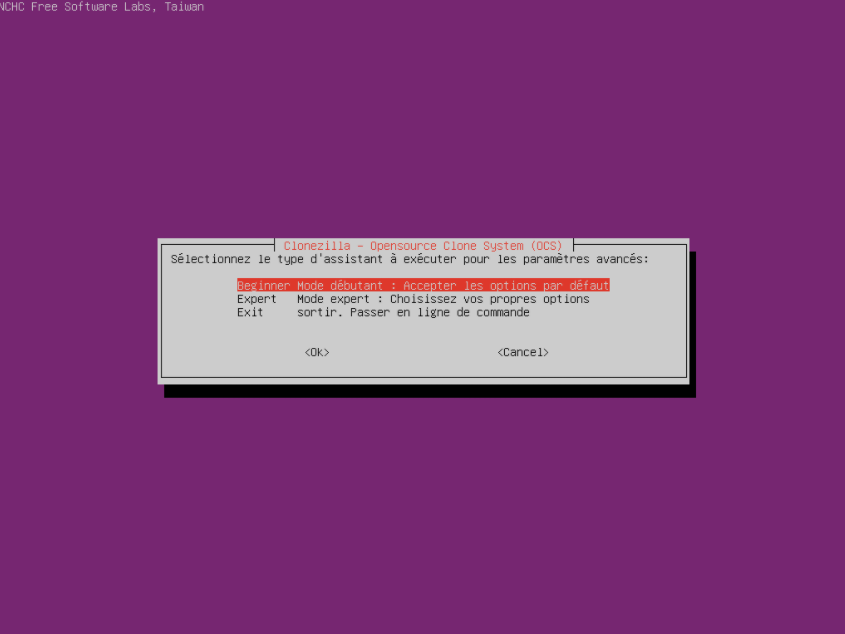 NCHC Free Software Labs, Taiwan
Clonezilla - Opensource Clone System (OCS)
Sélectionnez le type d'assistant à exécuter pour les paramètres avancés:
Beginner Mode débutant : Accepter les options par défaut
Expert Mode expert : Choisissez vos propres options
Exit sortir. Passer en ligne de commande
<Ok> <Cancel>